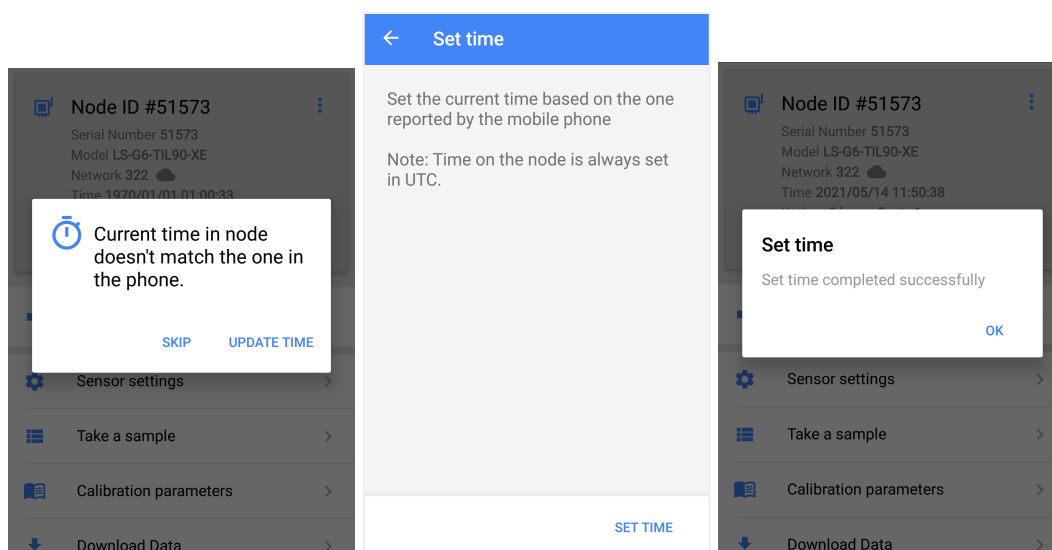 Node ID #51573
Serial Number 51573
Model LS-G6-TIL90-XE
Network 322
Time 1970/01/01 01:00:33
Current time in node
doesn't match the one in
the phone.
SKIP UPDATE TIME
Sensor settings
Take a sample
Calibration parameters
Download Data
Set time
Set the current time based on the one
reported by the mobile phone
Note: Time on the node is always set
in UTC.
SET TIME
Node ID #51573
Serial Number 51573
Model LS-G6-TIL90-XE
Network 322
Time 2021/05/14 11:50:38
Set time
Set time completed successfully
OK
Sensor settings
Take a sample
Calibration parameters
Download Data